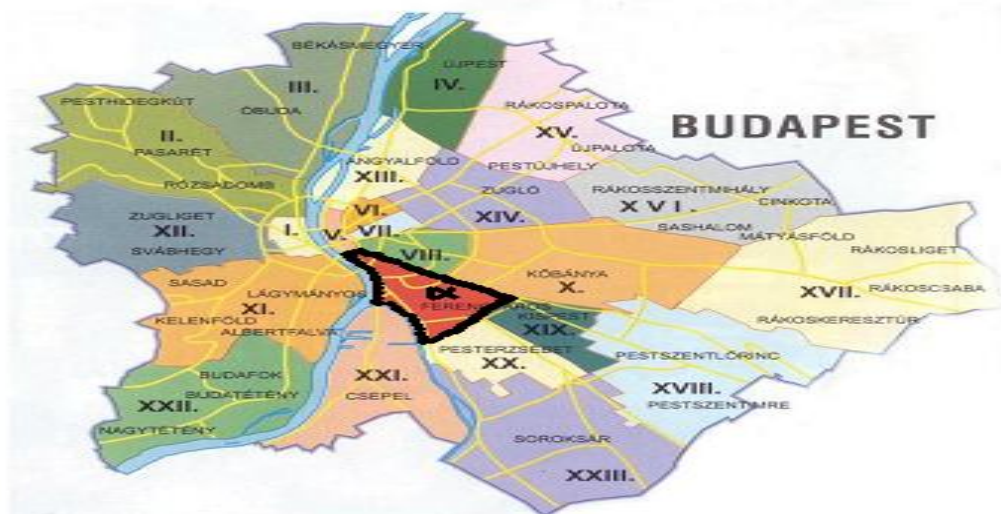 BÉKÁSMEGYER
ÚJPEST
III.
IV.
PESTHIDEGKÚT
ÓBUDA
RÁKOSPALOTA
BUDAPEST
II.
XV.
PASARÉT
ÚJPALOTA
ANGYALFÖLD
PESTÚJHELY
RÓZSADOMB
XIII.
ZUGLÓ
RÁKOSSZENTMIHÁLY
XVI.
CINKOTA
ZUGLIGET
VI.
XIV.
SASHALOM
XII.
I.
V.
VII.
MÁTYÁSFÖLD
SVÁBHEGY
VIII.
RÁKOSLIGET
KŐBÁNYA
SASAD
X.
XVII.
RÁKOSCSABA
LÁGYMÁNYOS
IX
KELENFÖLD
XI.
KISPEST
RÁKOSKERESZTÚR
ALBERTFALVA
XIX.
PESTERZSÉBET
PESTSZENTLŐRINC
XX.
BUDAFOK
XXI.
XVIII.
BUDATÉTÉNY
CSEPEL
XXII.
PESTSZENTIMRE
NAGYTÉTÉNY
SOROKSÁR
XXIII.